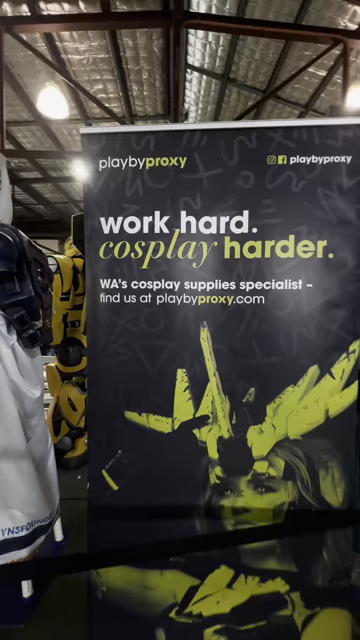 playbyproxy
playbyproxy
work hard.
cosplay harder.
WA's cosplay supplies specialist –
find us at playbyproxy.com